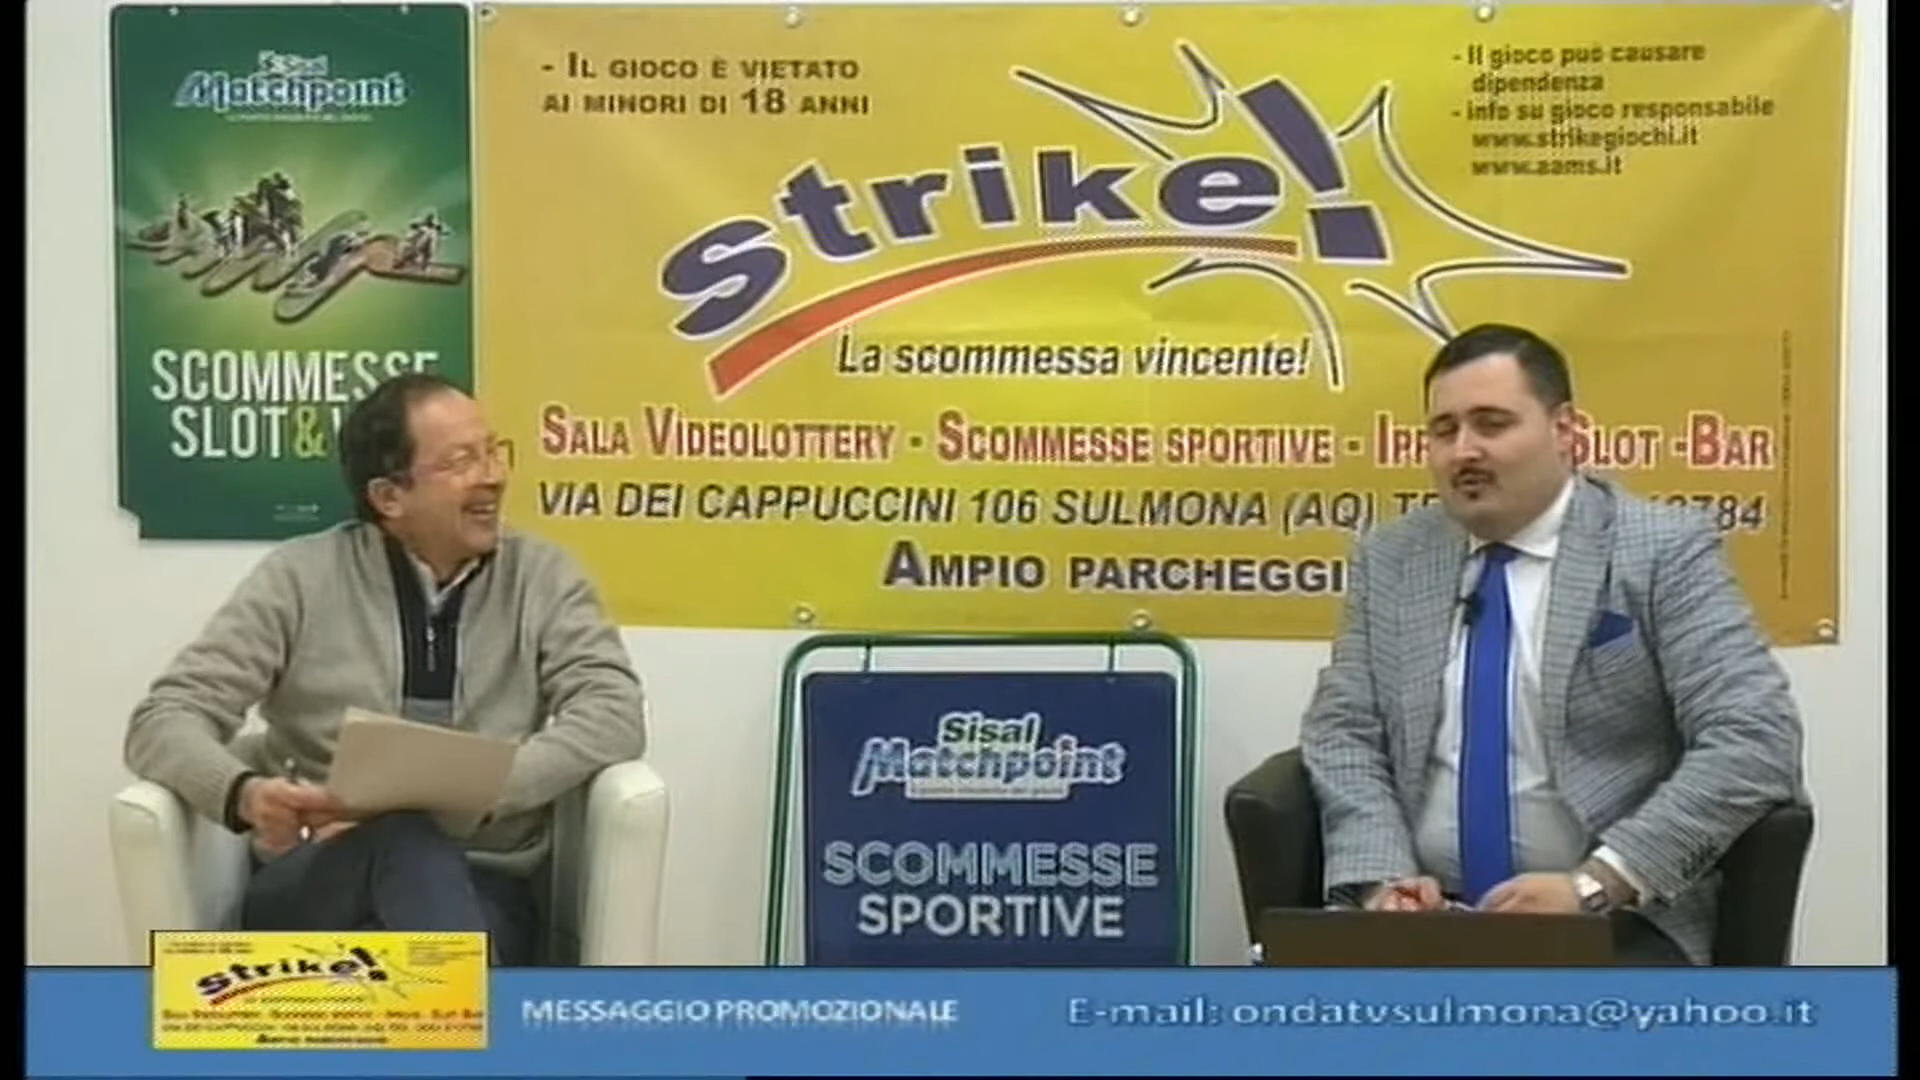 Sisal
Matchpoint
SCOMMESSE
SLOT&
- IL GIOCO È VIETATO
AI MINORI DI 18 ANNI
- Il gioco può causare
dipendenza
- info su gioco responsabile
www.strikegiochi.it
www.aams.it
strike!
La scommessa vincente!
SALA VIDEOLOTTERY - SCOMMESSE SPORTIVE - SLOT -BAR
VIA DEI CAPPUCCINI 106 SULMONA (AQ)
AMPIO PARCHEGGI
Sisal
Matchpoint
SCOMMESSE
SPORTIVE
strike!
MESSAGGIO PROMOZIONALE
E-mail: ondatvsulmona@yahoo.it